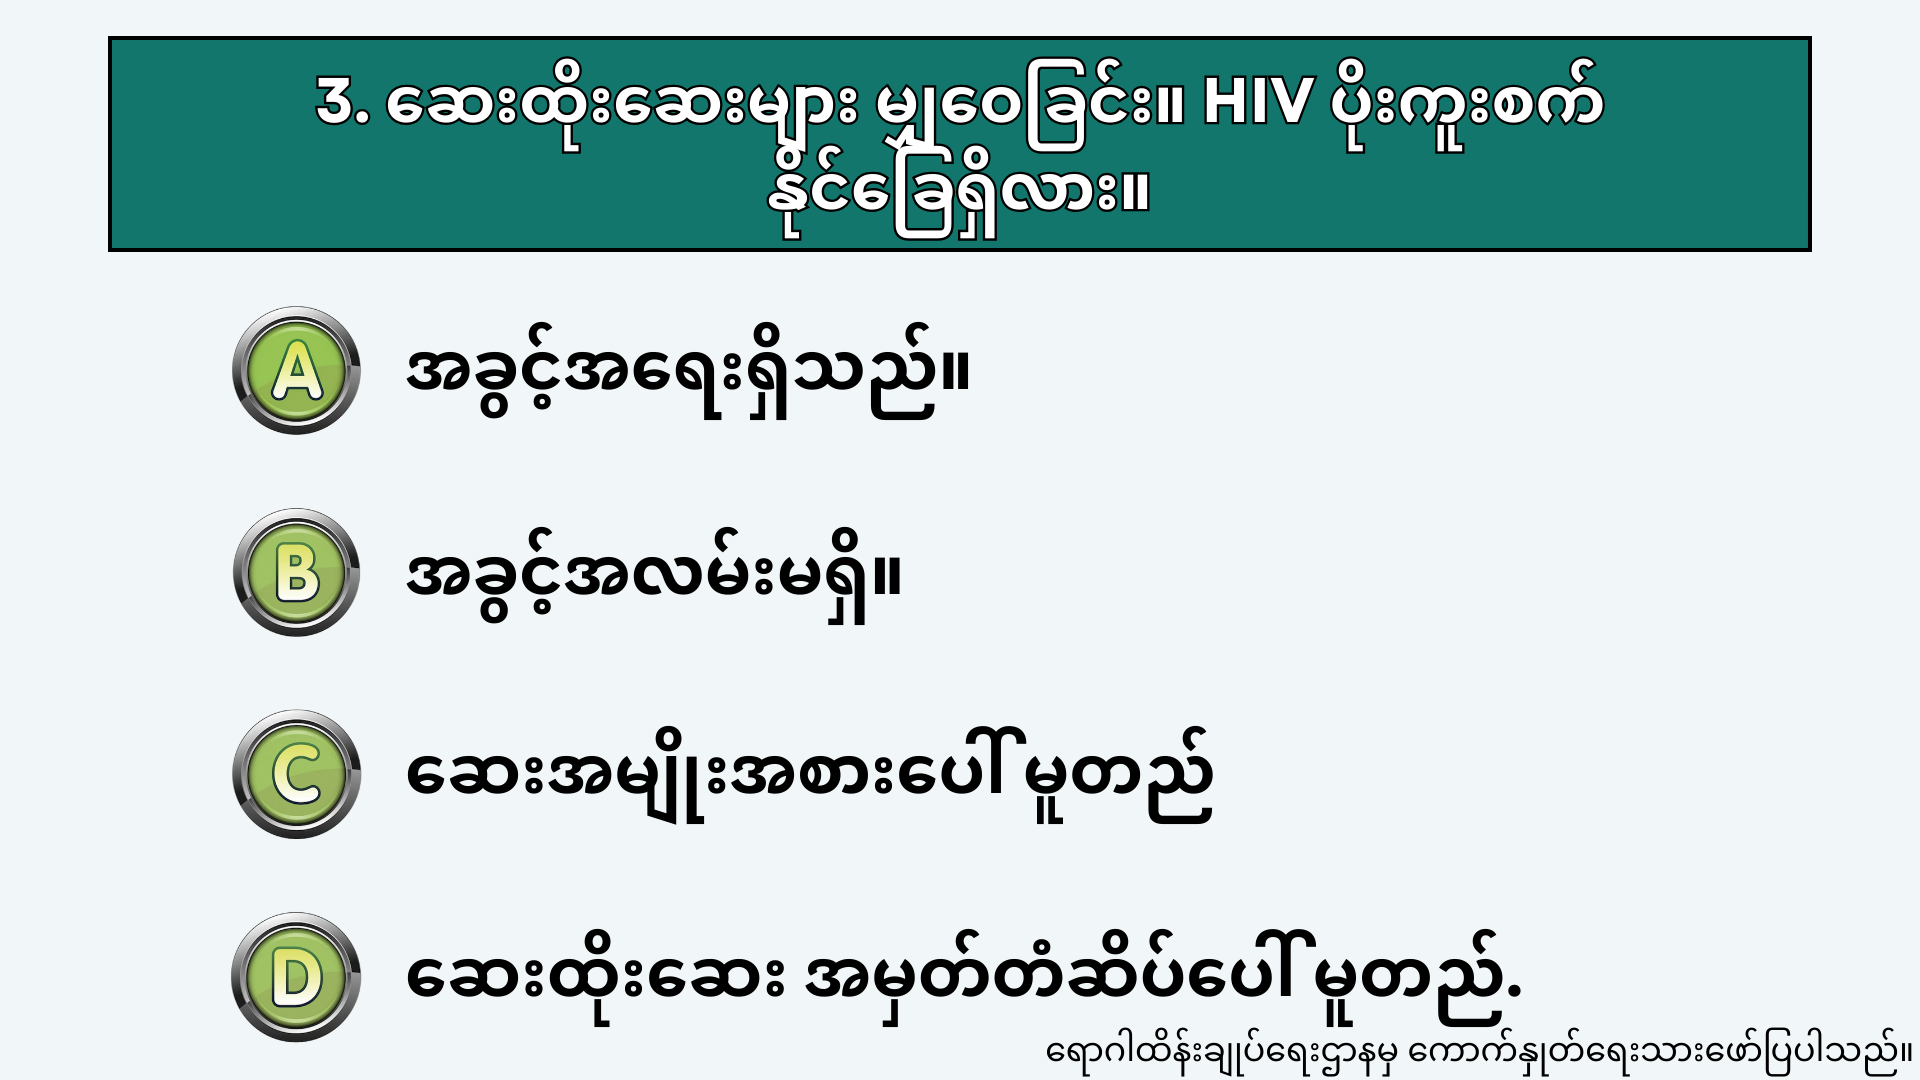 3. ဆေးထိုးဆေးများ မျှဝေခြင်း။ HIV ပိုးကူးစက်
နိုင်ခြေရှိလား။
A အခွင့်အရေးရှိသည်။
B အခွင့်အလမ်းမရှိ။
C ဆေးအမျိုးအစားပေါ် မူတည်
D ဆေးထိုးဆေး အမှတ်တံဆိပ်ပေါ် မူတည်.
ရောဂါထိန်းချုပ်ရေးဌာနမှ ကောက်နှုတ်ရေးသားဖော်ပြပါသည်။